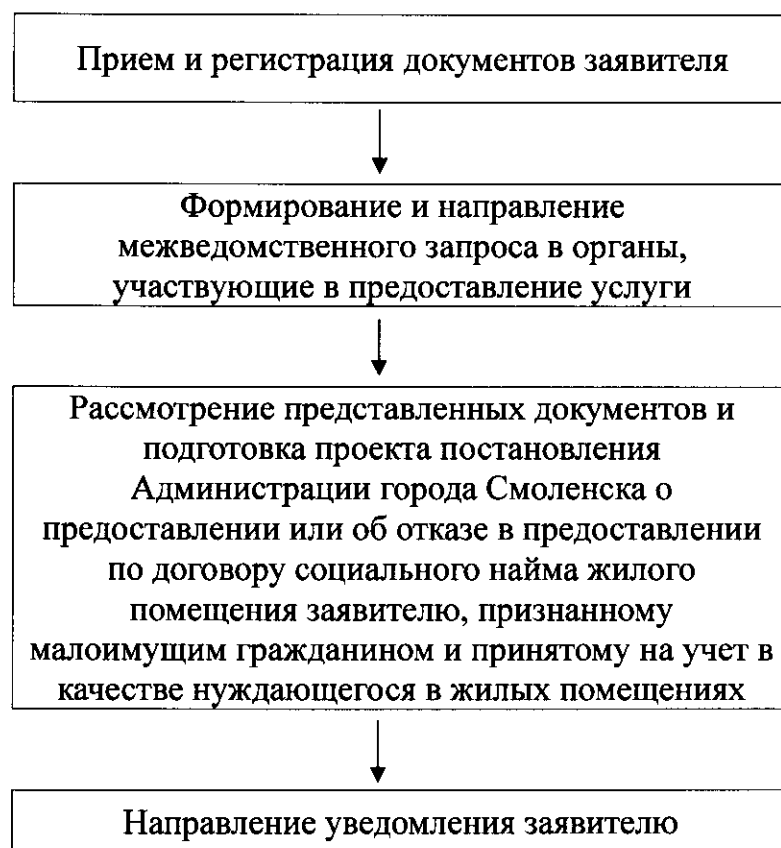 Прием и регистрация документов заявителя
Формирование и направление
межведомственного запроса в органы,
участвующие в предоставление услуги
Рассмотрение представленных документов и
подготовка проекта постановления
Администрации города Смоленска о
предоставлении или об отказе в предоставлении
по договору социального найма жилого
помещения заявителю, признанному
малоимущим гражданином и принятому на учет в
качестве нуждающегося в жилых помещениях
Направление уведомления заявителю